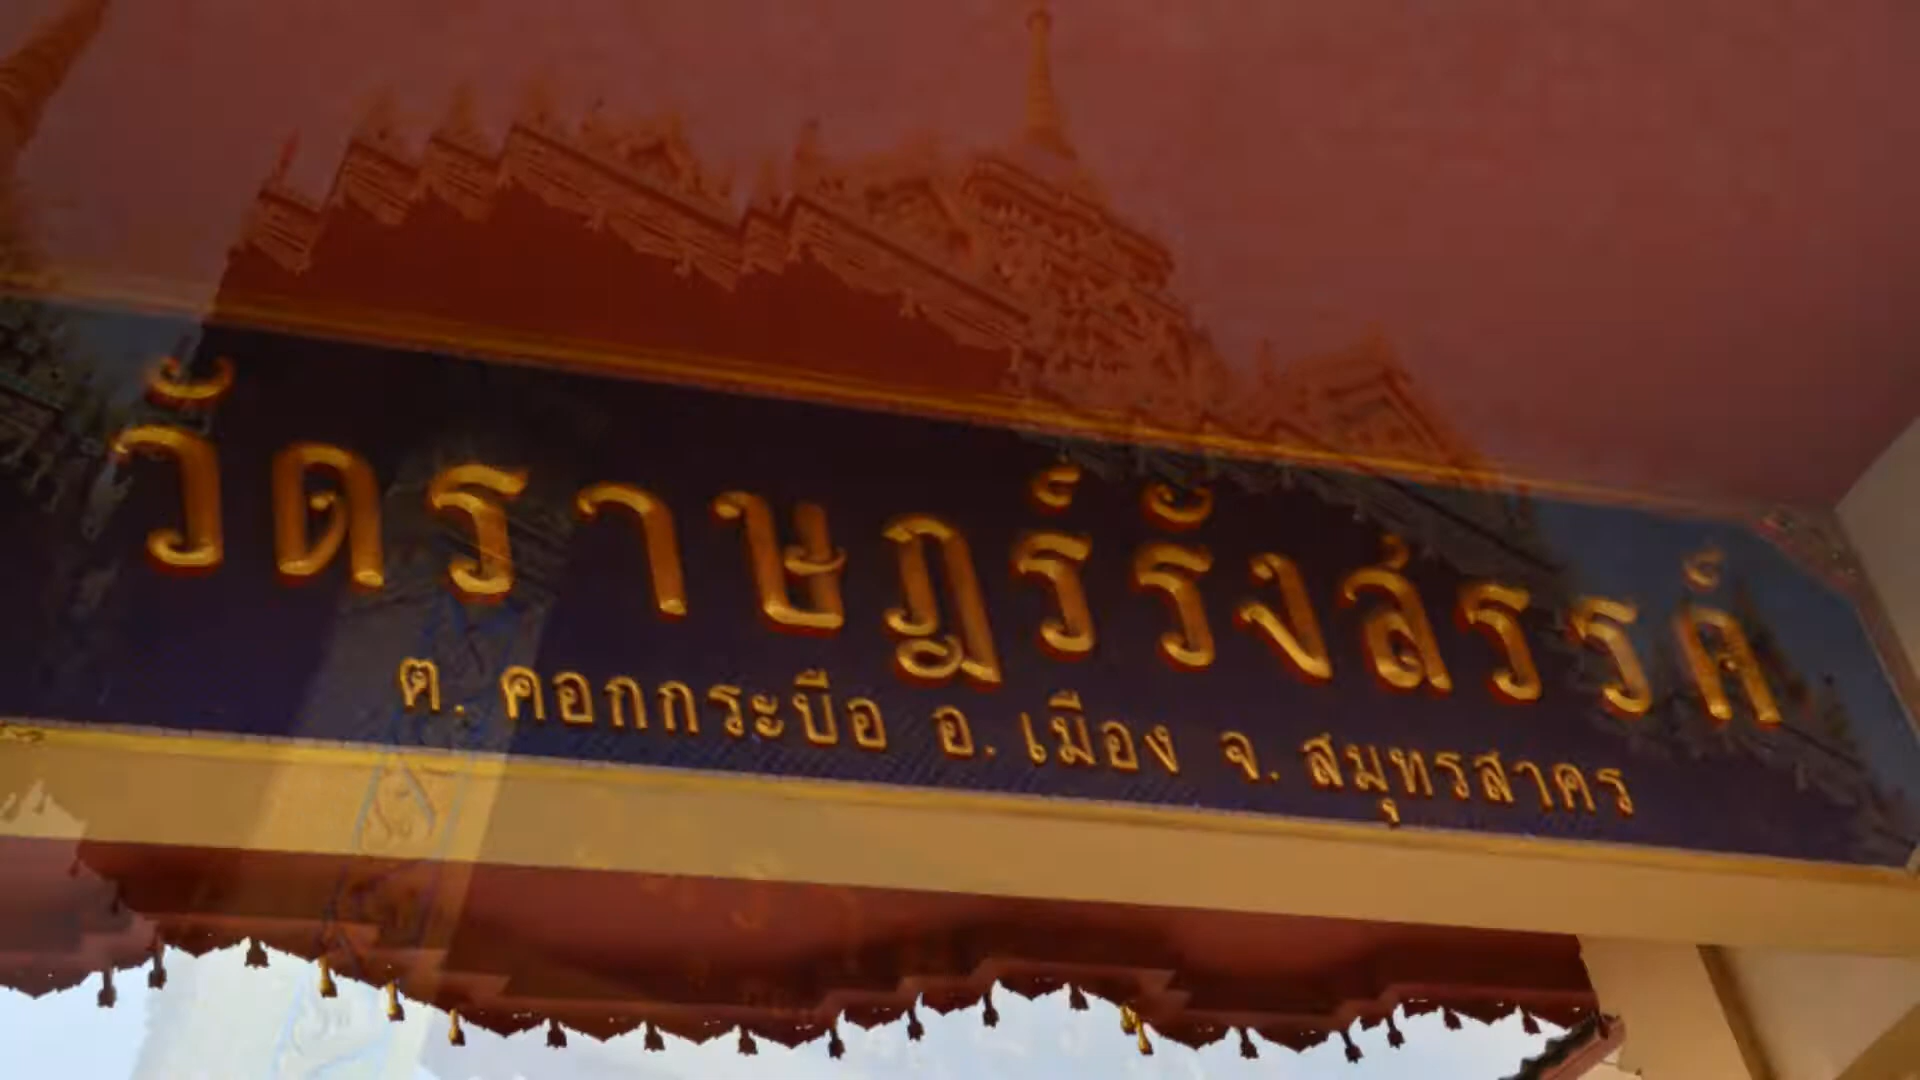 วัดราษฎร์รังสรรค์
ต. คอกกระบือ อ. เมือง จ. สมุทรสาคร